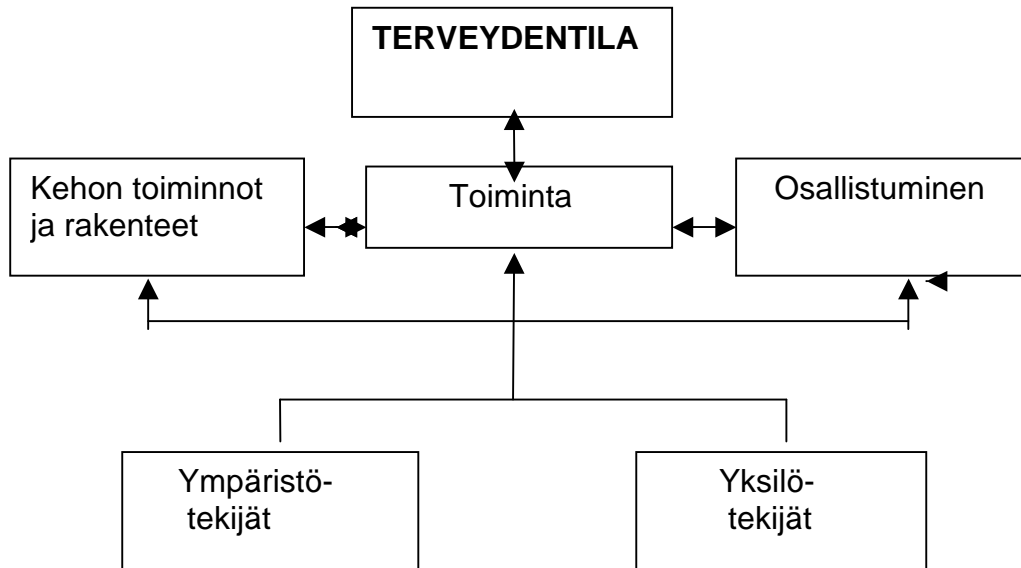 TERVEYDENTILA
Kehon toiminnot
ja rakenteet
Toiminta
Osallistuminen
Ympäristö-
tekijät
Yksilö-
tekijät